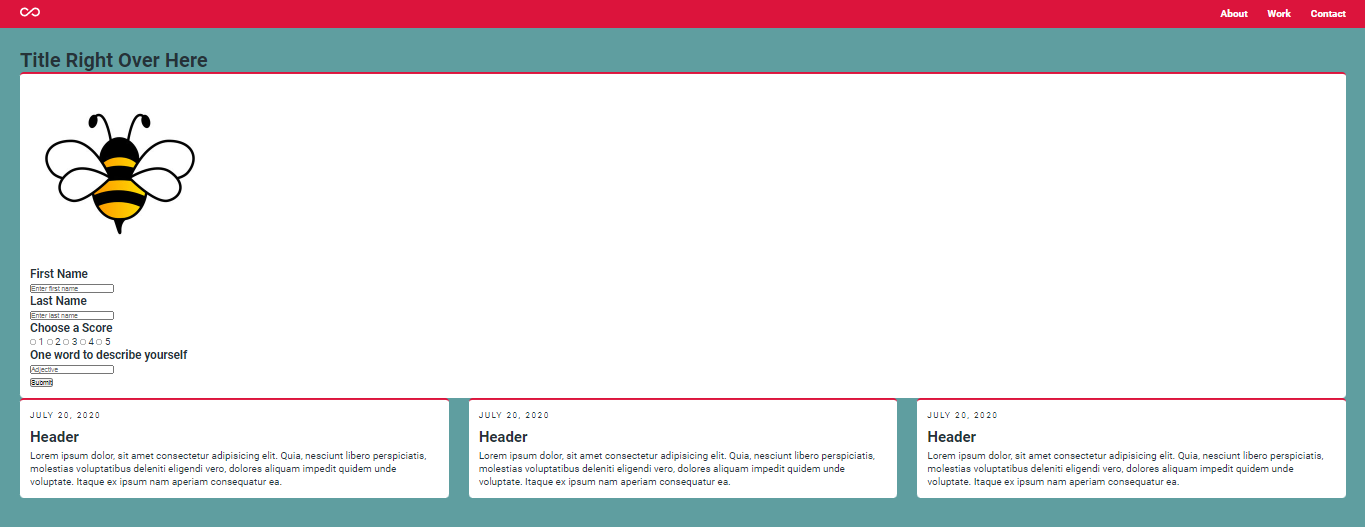 About Work Contact
Title Right Over Here
First Name
Enter first name
Last Name
Enter last name
Choose a Score
1 2 3 4 5
One word to describe yourself
Adjective
Submit
JULY 20, 2020
Header
Lorem ipsum dolor, sit amet consectetur adipisicing elit. Quia, nesciunt libero perspiciatis,
molestias voluptatibus deleniti eligendi vero, dolores aliquam impedit quidem unde
voluptate. Itaque ex ipsum nam aperiam consequatur ea.
JULY 20, 2020
Header
Lorem ipsum dolor, sit amet consectetur adipisicing elit. Quia, nesciunt libero perspiciatis,
molestias voluptatibus deleniti eligendi vero, dolores aliquam impedit quidem unde
voluptate. Itaque ex ipsum nam aperiam consequatur ea.
JULY 20, 2020
Header
Lorem ipsum dolor, sit amet consectetur adipisicing elit. Quia, nesciunt libero perspiciatis,
molestias voluptatibus deleniti eligendi vero, dolores aliquam impedit quidem unde
voluptate. Itaque ex ipsum nam aperiam consequatur ea.